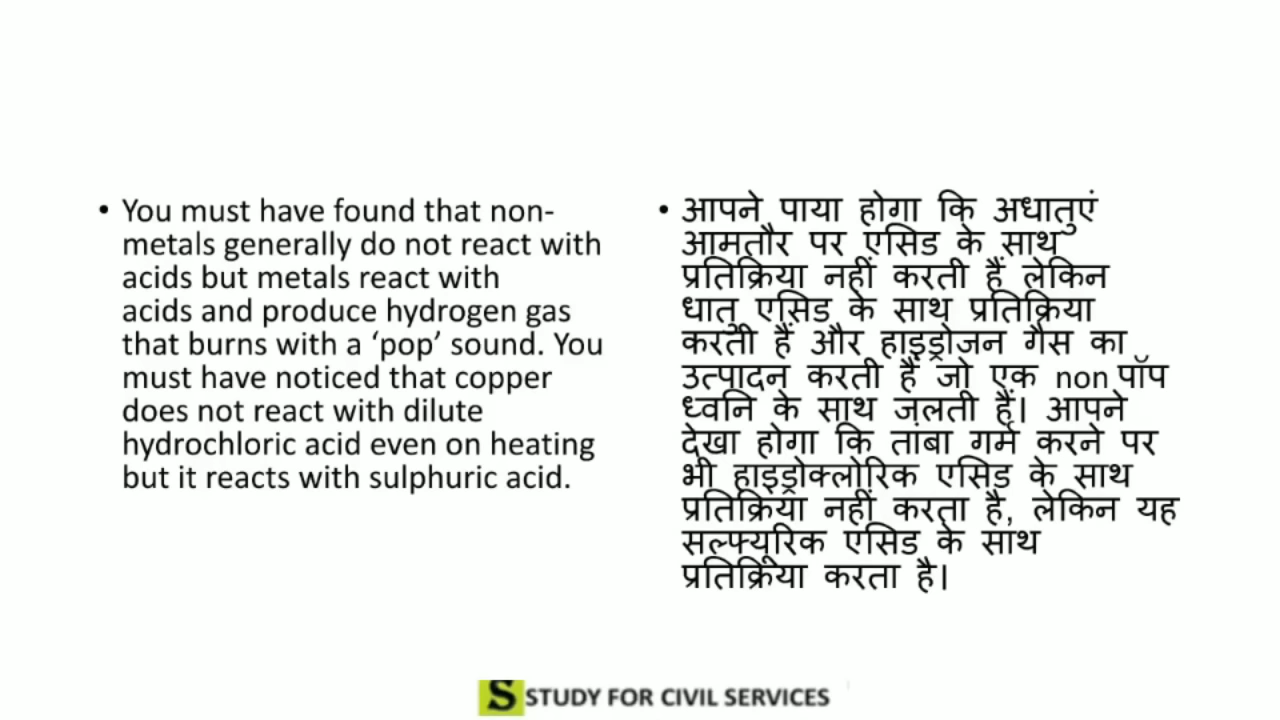 • You must have found that non-
metals generally do not react with
acids but metals react with
acids and produce hydrogen gas
that burns with a ‘pop’ sound. You
must have noticed that copper
does not react with dilute
hydrochloric acid even on heating
but it reacts with sulphuric acid.
• आपने पाया होगा कि अधातुएं
आमतौर पर एसिड के साथ
प्रतिक्रिया नहीं करती हैं लेकिन
धातु एसिड के साथ प्रतिक्रिया
करती हैं और हाइड्रोजन गैस का
उत्पादन करती हैं जो एक non पॉप
ध्वनि के साथ जलती हैं। आपने
देखा होगा कि तांबा गर्म करने पर
भी हाइड्रोक्लोरिक एसिड के साथ
प्रतिक्रिया नहीं करता है, लेकिन यह
सल्फ्यूरिक एसिड के साथ
प्रतिक्रिया करता है।
S STUDY FOR CIVIL SERVICES